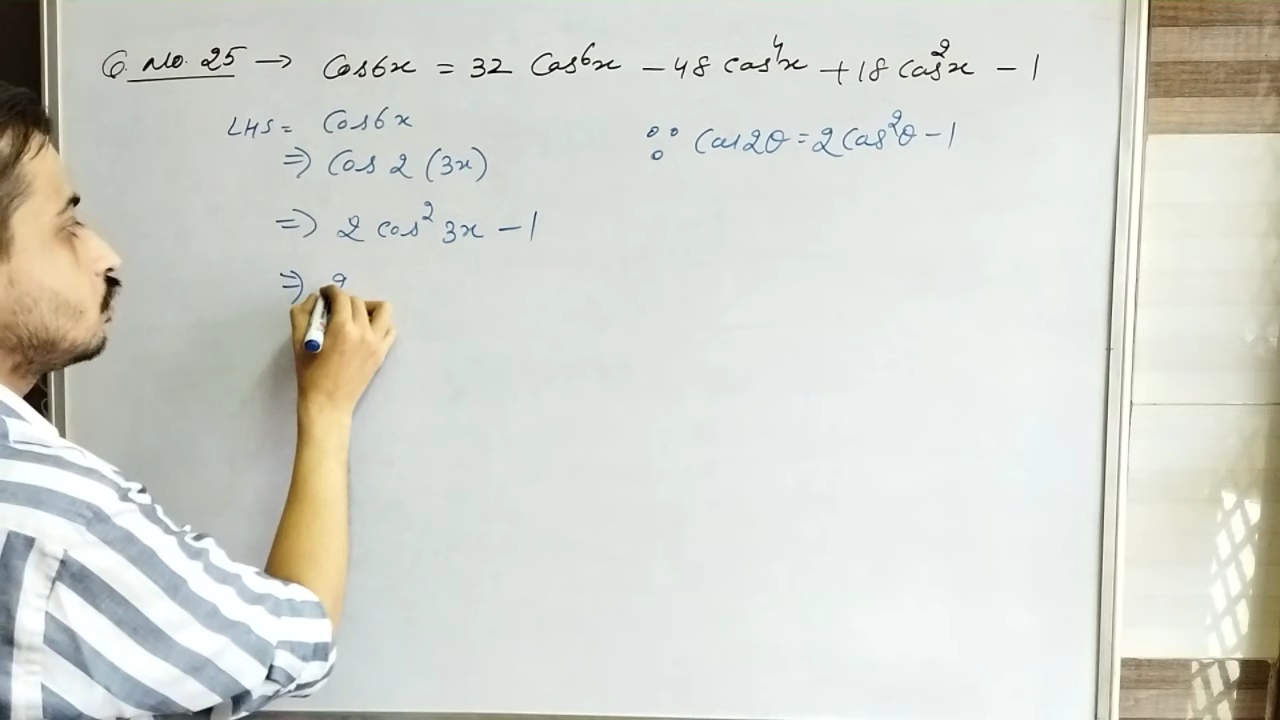 Q. No. 25 → Cos6x = 32 Cos⁶x - 48 cos⁴x + 18 cos²x - 1
LHS = Cos6x
∵ Cos2θ = 2Cos²θ - 1
⇒ Cos 2 (3x)
⇒ 2 cos² 3x - 1
⇒